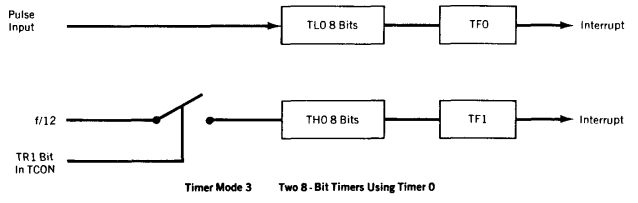 Pulse
Input
TL0 8 Bits
TF0
Interrupt
f/12
TH0 8 Bits
TF1
Interrupt
TR1 Bit
In TCON
Timer Mode 3 Two 8-Bit Timers Using Timer 0